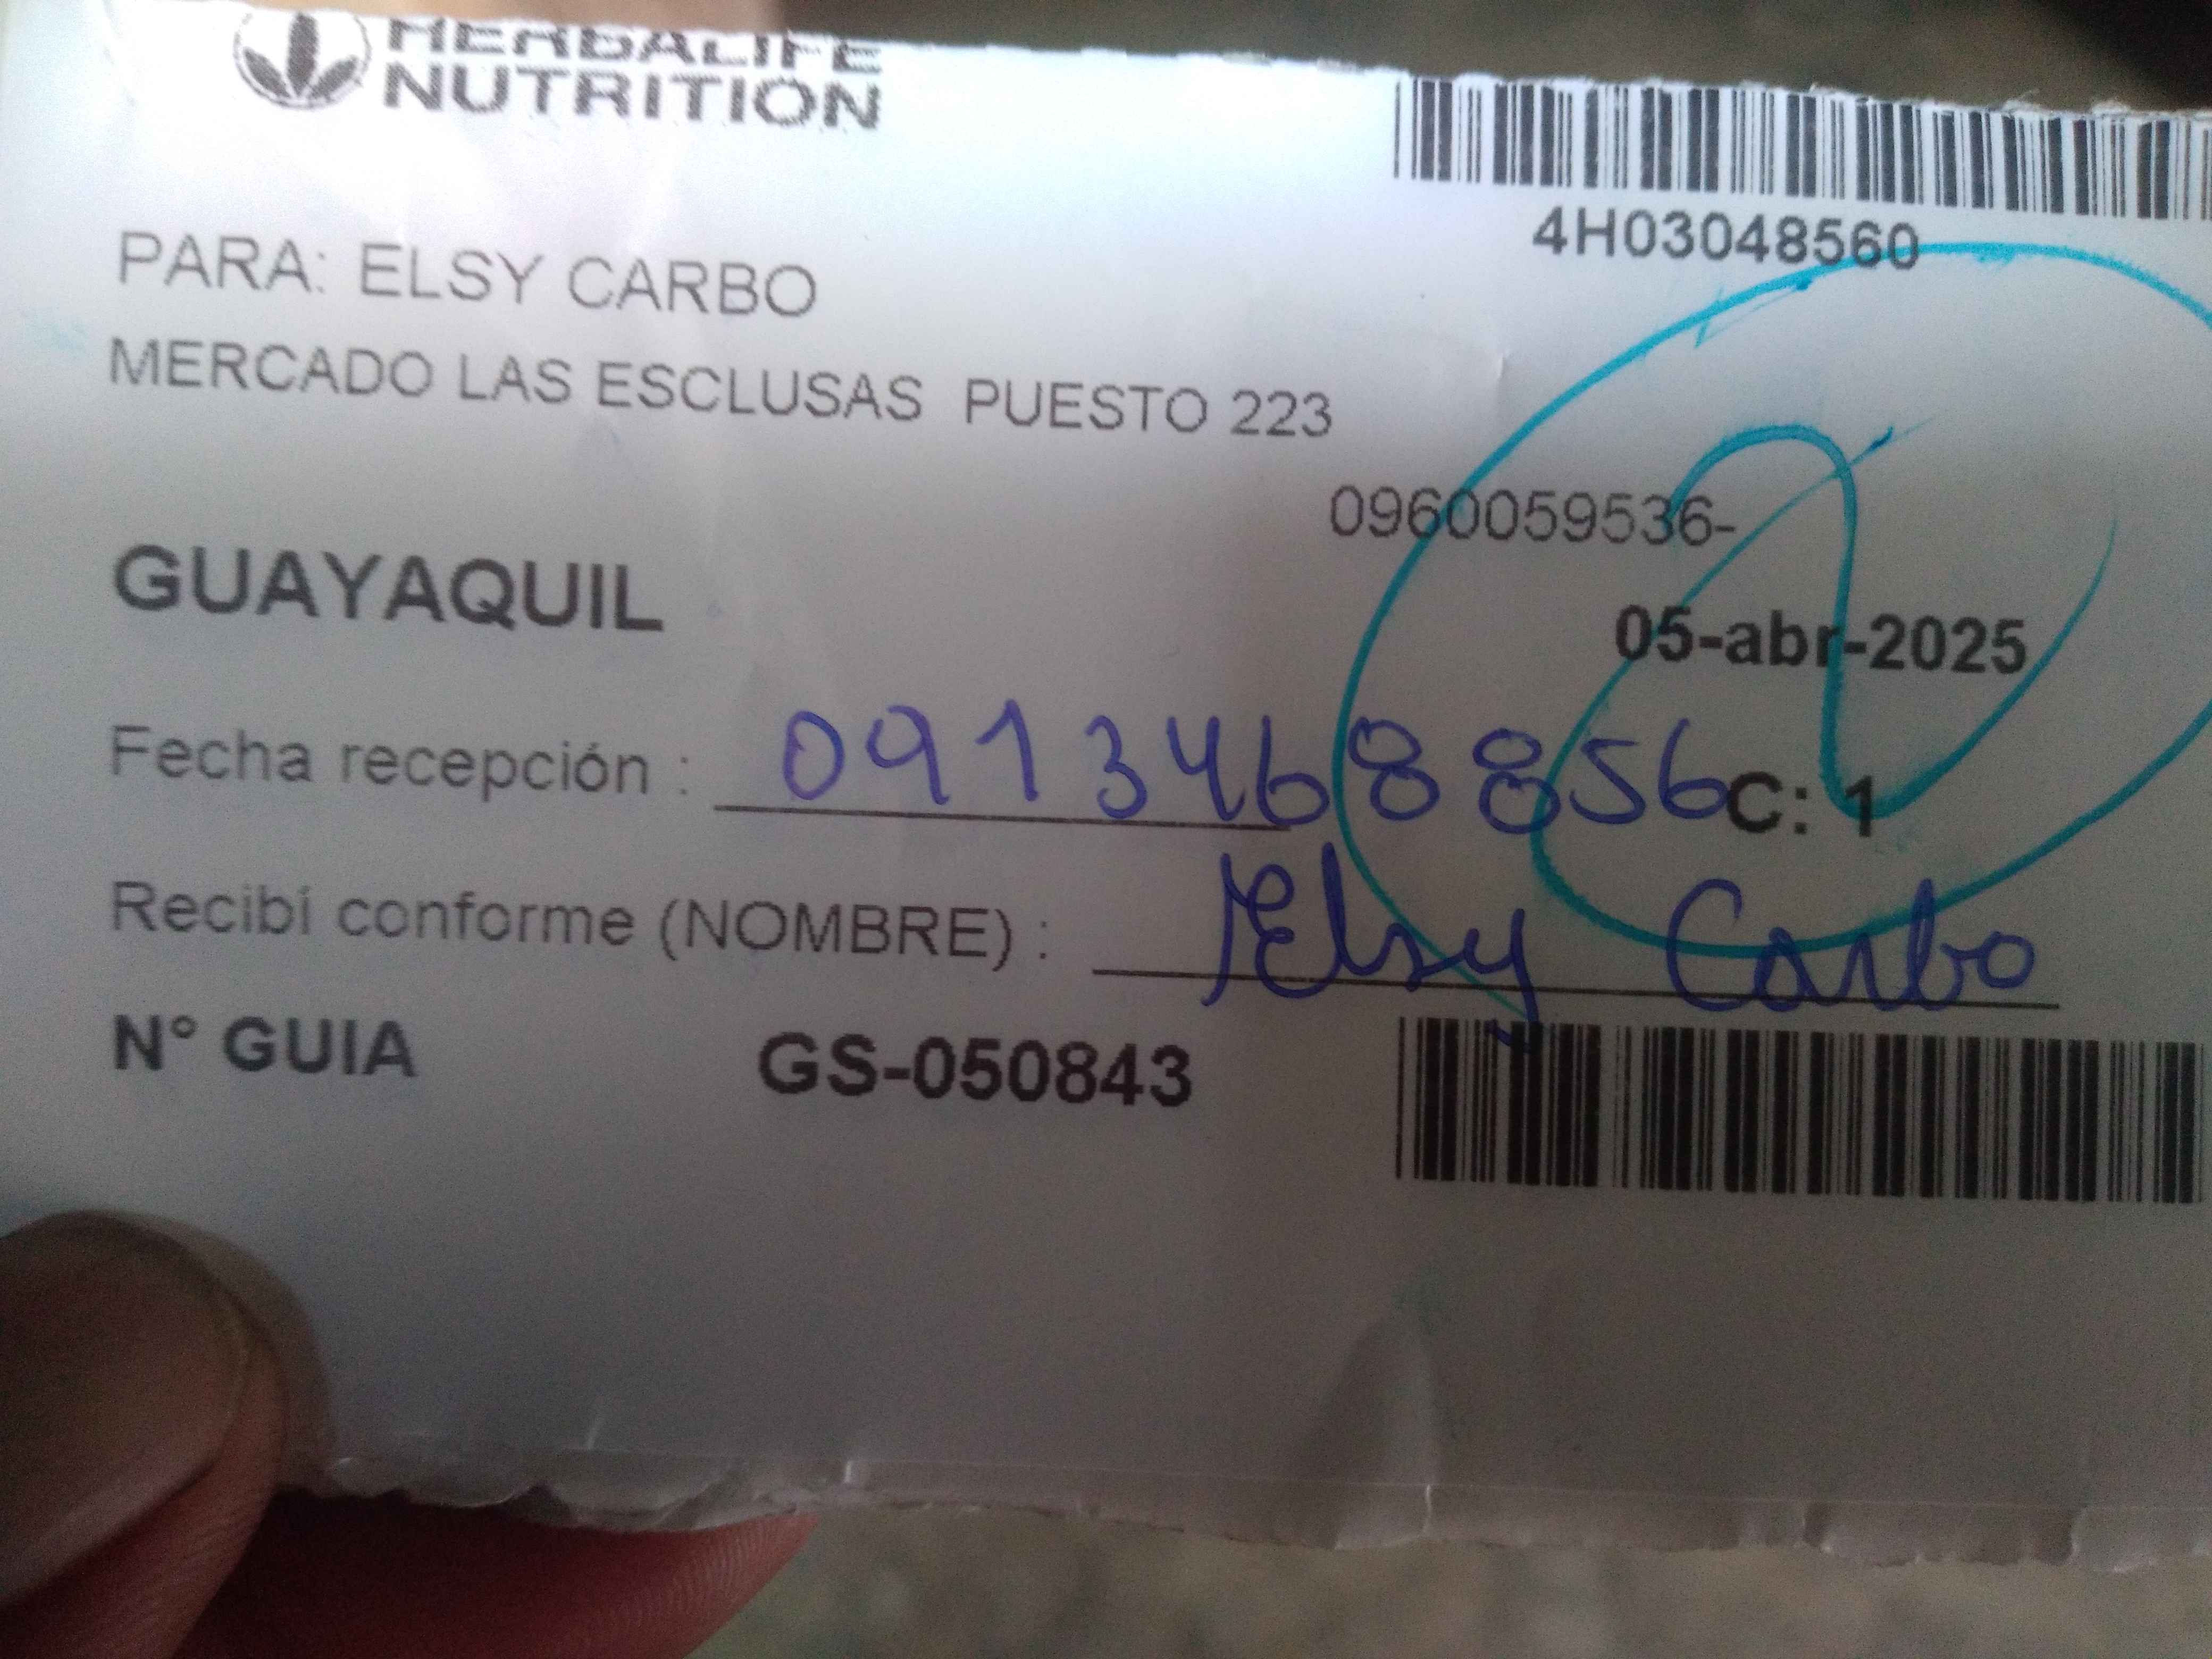 HERBALIFE
NUTRITION
4H03048560
PARA: ELSY CARBO
MERCADO LAS ESCLUSAS PUESTO 223
0960059536-
GUAYAQUIL
05-abr-2025
Fecha recepción : 0913468856
C: 1
Recibí conforme (NOMBRE) : Elsy Carbo
N° GUIA GS-050843